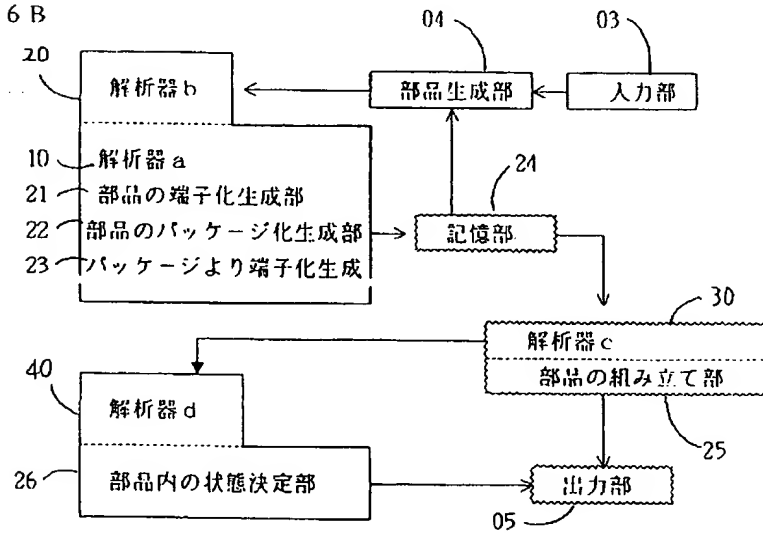 6 B
04
03
20
解析器b
部品生成部
入力部
10
解析器a
24
21
部品の端子化生成部
22
部品のパッケージ化生成部
記憶部
23
パッケージより端子化生成
30
解析器c
40
解析器d
部品の組み立て部
25
26
部品内の状態決定部
出力部
05